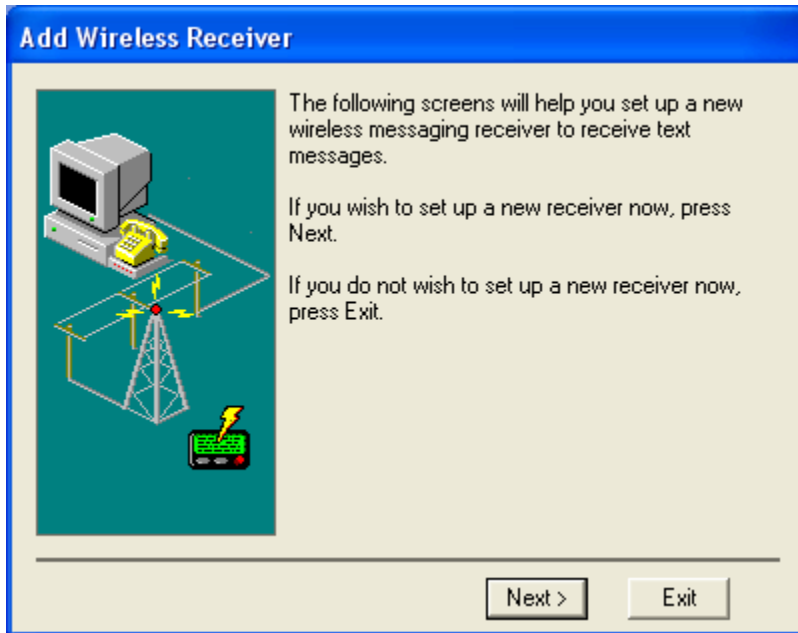 Add Wireless Receiver
The following screens will help you set up a new
wireless messaging receiver to receive text
messages.
If you wish to set up a new receiver now, press
Next.
If you do not wish to set up a new receiver now,
press Exit.
Next >
Exit